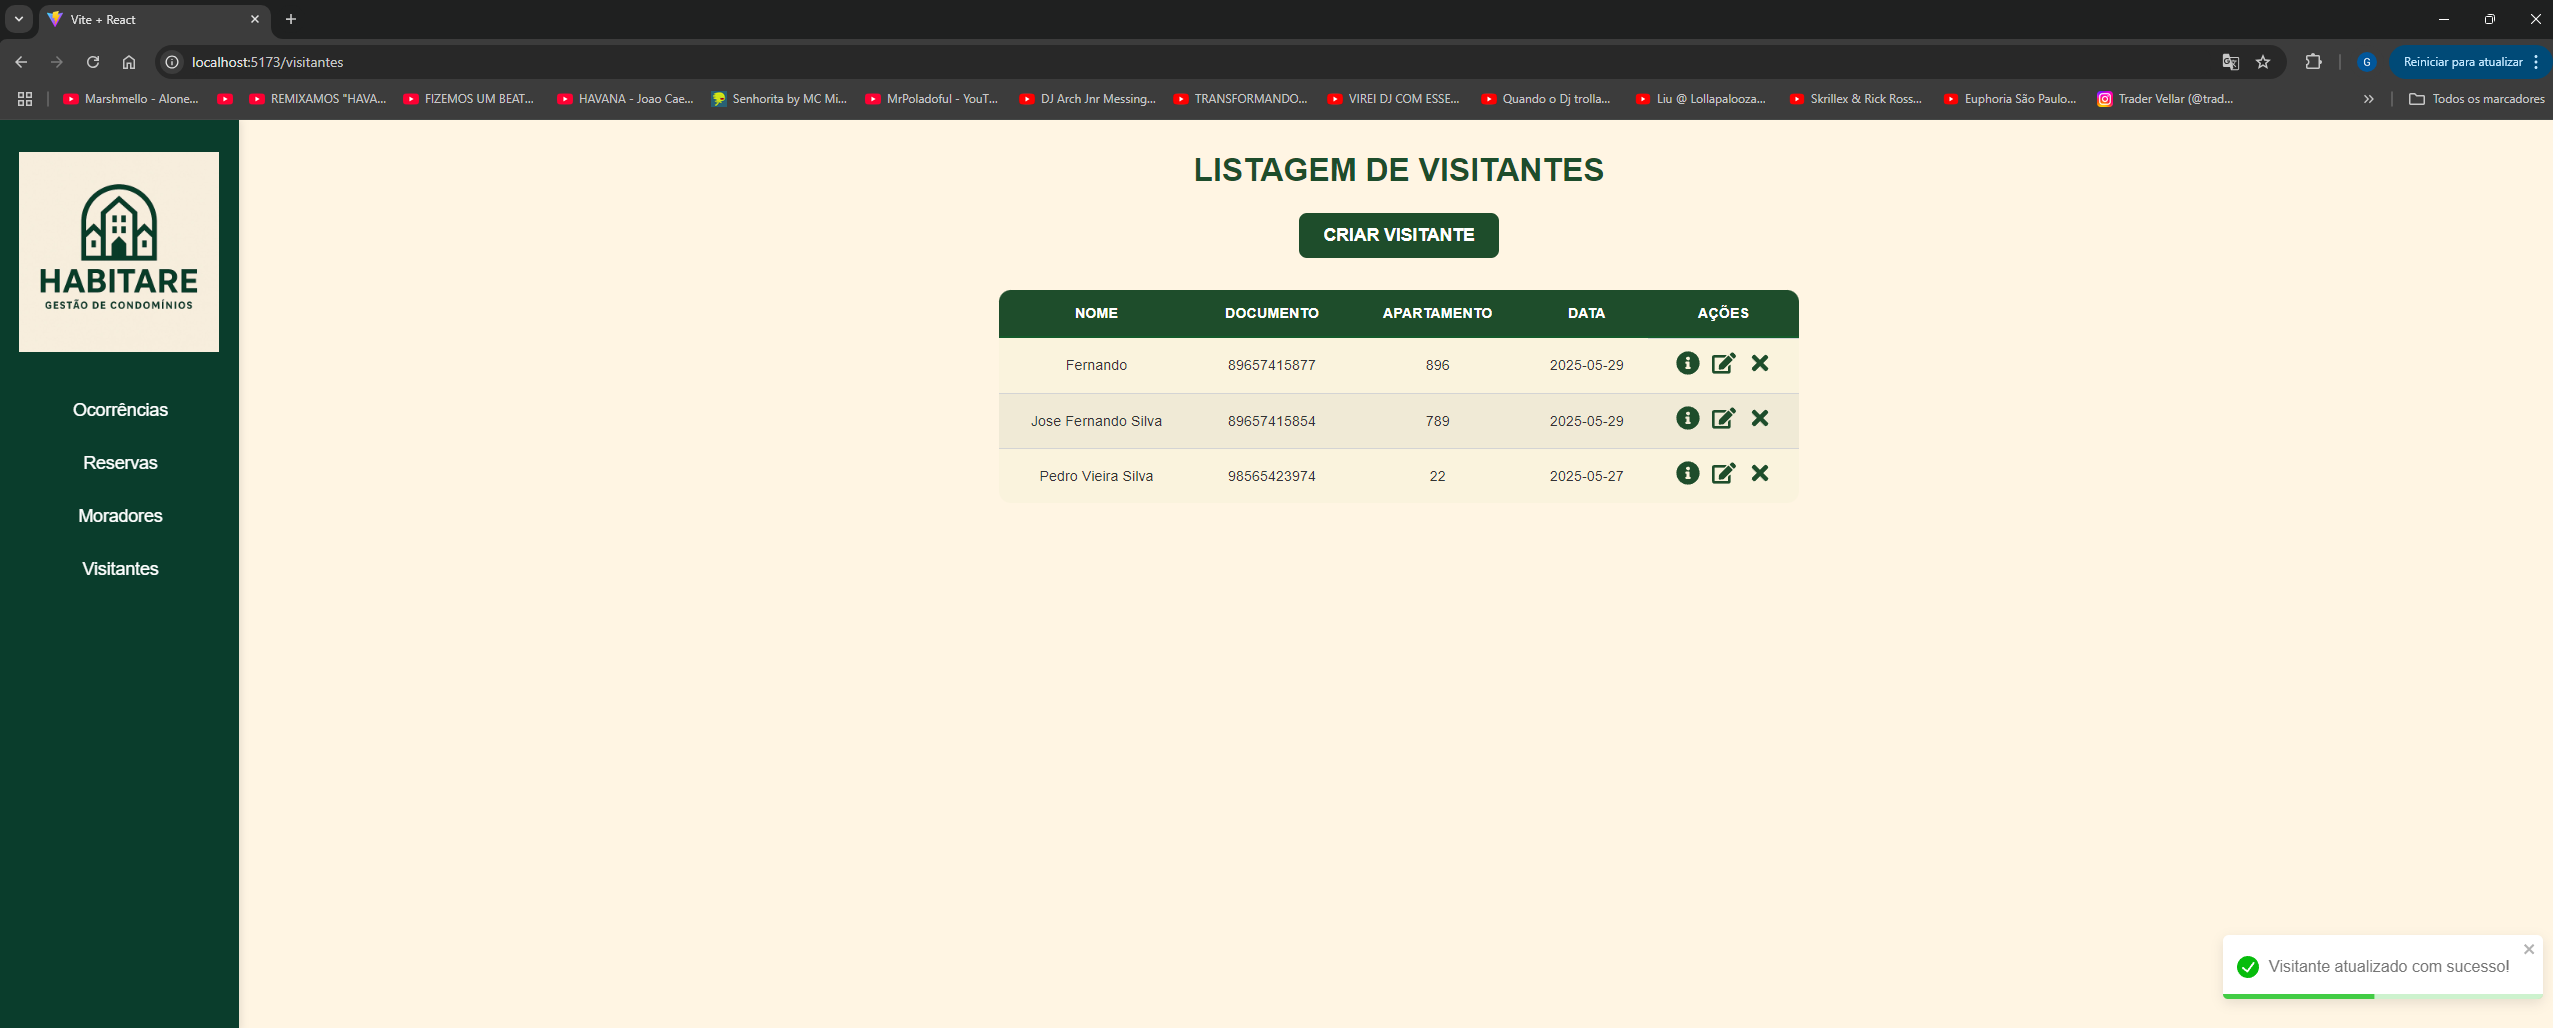 Vite + React
localhost:5173/visitantes
G
Reiniciar para atualizar
Marshmello - Alone...
REMIXAMOS "HAVA...
FIZEMOS UM BEAT...
HAVANA - Joao Cae...
Senhorita by MC Mi...
MrPoladoful - YouT...
DJ Arch Jnr Messing...
TRANSFORMANDO...
VIREI DJ COM ESSE...
Quando o Dj trolla...
Liu @ Lollapalooza...
Skrillex & Rick Ross...
Euphoria São Paulo...
Trader Vellar (@trad...
Todos os marcadores
HABITARE
GESTÃO DE CONDOMÍNIOS
Ocorrências
Reservas
Moradores
Visitantes
LISTAGEM DE VISITANTES
CRIAR VISITANTE
NOME DOCUMENTO APARTAMENTO DATA AÇÕES
Fernando 89657415877 896 2025-05-29
Jose Fernando Silva 89657415854 789 2025-05-29
Pedro Vieira Silva 98565423974 22 2025-05-27
Visitante atualizado com sucesso!